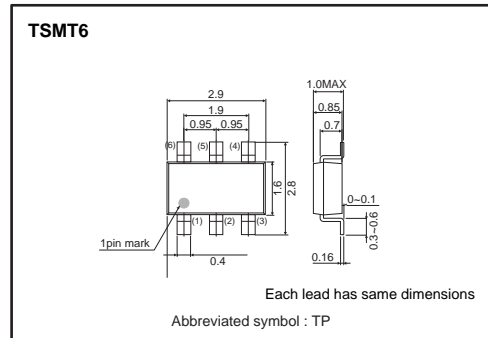 TSMT6
1.0MAX
2.9
0.85
1.9
0.7
0.95 0.95
(6) (5) (4)
1.6
2.8
0~0.1
0.3~0.6
(1) (2) (3)
1pin mark
0.4
0.16
Each lead has same dimensions
Abbreviated symbol : TP